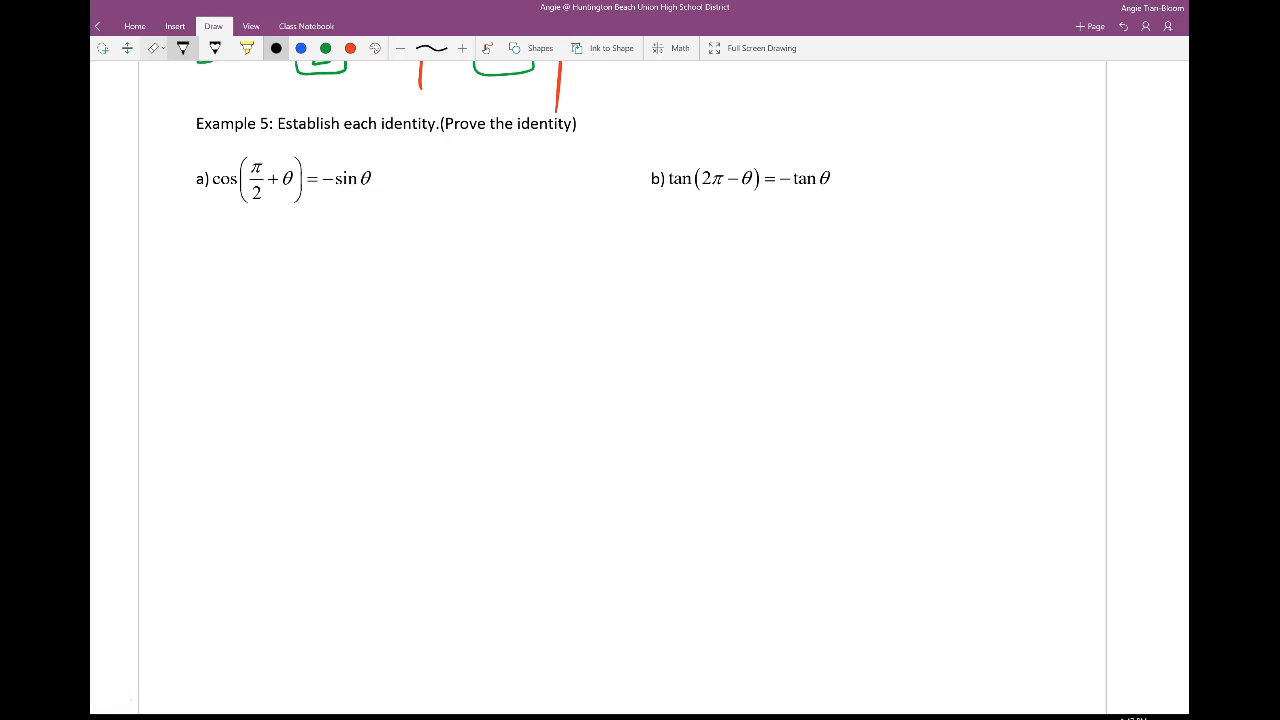 Angie @ Huntington Beach Union High School District
Angie Tian-Bloom
Home Insert Draw View Class Notebook
Page
Shapes Ink to Shape Math Full Screen Drawing
Example 5: Establish each identity.(Prove the identity)
a) cos(π/2 + θ) = −sin θ
b) tan(2π − θ) = −tan θ